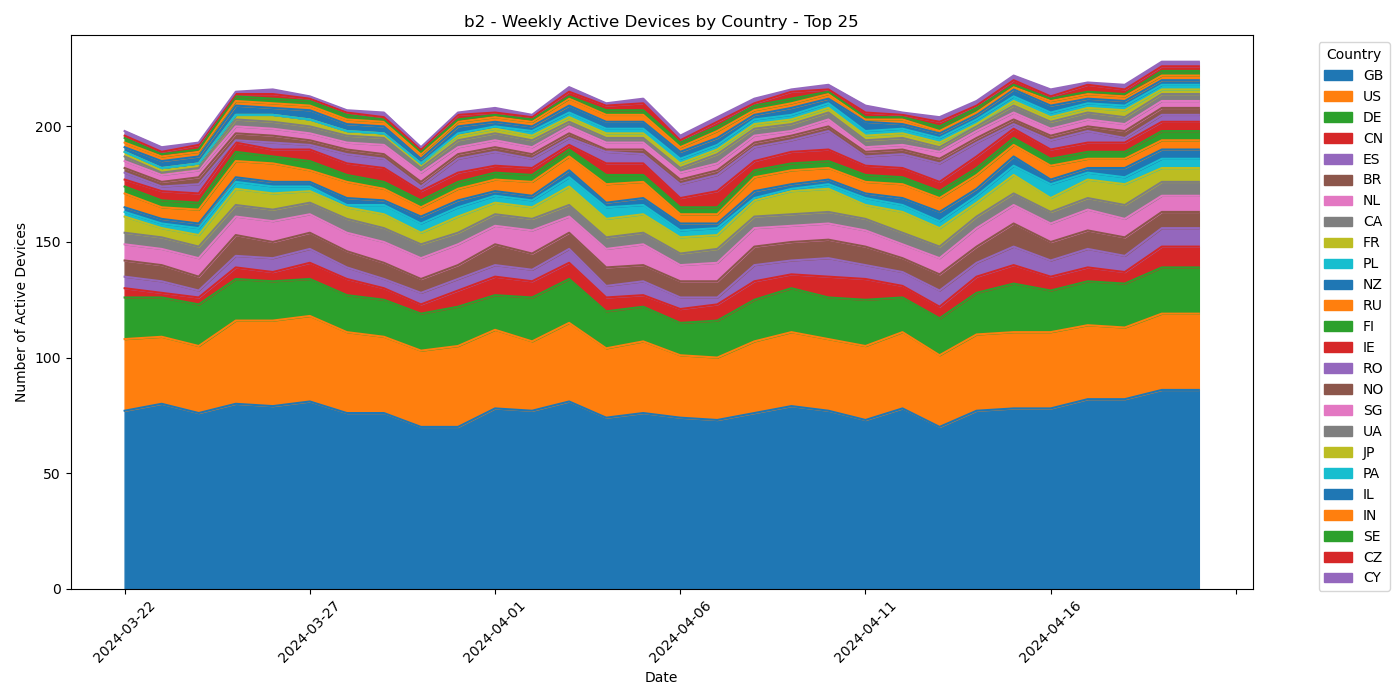 b2 - Weekly Active Devices by Country - Top 25
Number of Active Devices
200
150
100
50
0
2024-03-22
2024-03-27
2024-04-01
2024-04-06
2024-04-11
2024-04-16
Date
Country
GB
US
DE
CN
ES
BR
NL
CA
FR
PL
NZ
RU
FI
IE
RO
NO
SG
UA
JP
PA
IL
IN
SE
CZ
CY